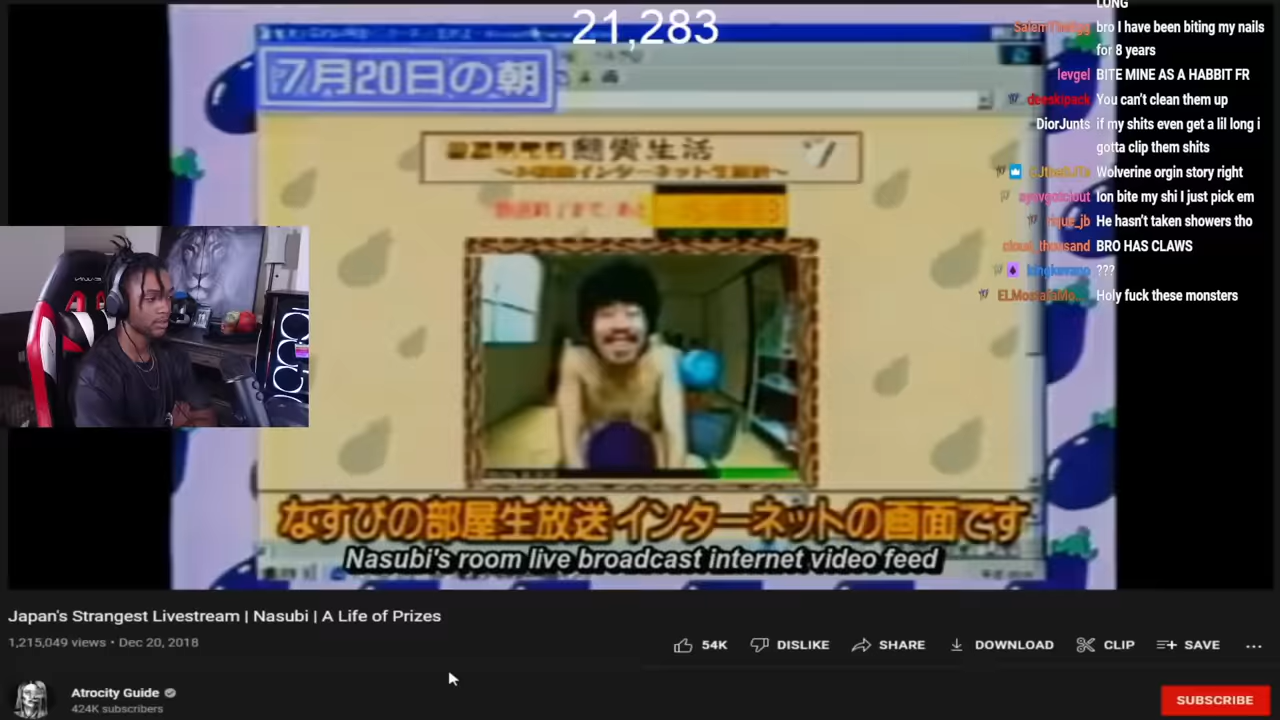 21,283
7月20日の朝
懸賞生活
なすびの部屋生放送インターネットの画面です
Nasubi's room live broadcast internet video feed
LONG
bro I have been biting my nails
for 8 years
levgel BITE MINE AS A HABBIT FR
deeskipack You can't clean them up
DiorJunts if my shits even get a lil long i
gotta clip them shits
Wolverine orgin story right
Ion bite my shi I just pick em
He hasn't taken showers tho
BRO HAS CLAWS
???
Holy fuck these monsters
Japan's Strangest Livestream | Nasubi | A Life of Prizes
1,215,049 views • Dec 20, 2018
54K DISLIKE SHARE DOWNLOAD CLIP SAVE ...
Atrocity Guide
424K subscribers
SUBSCRIBE